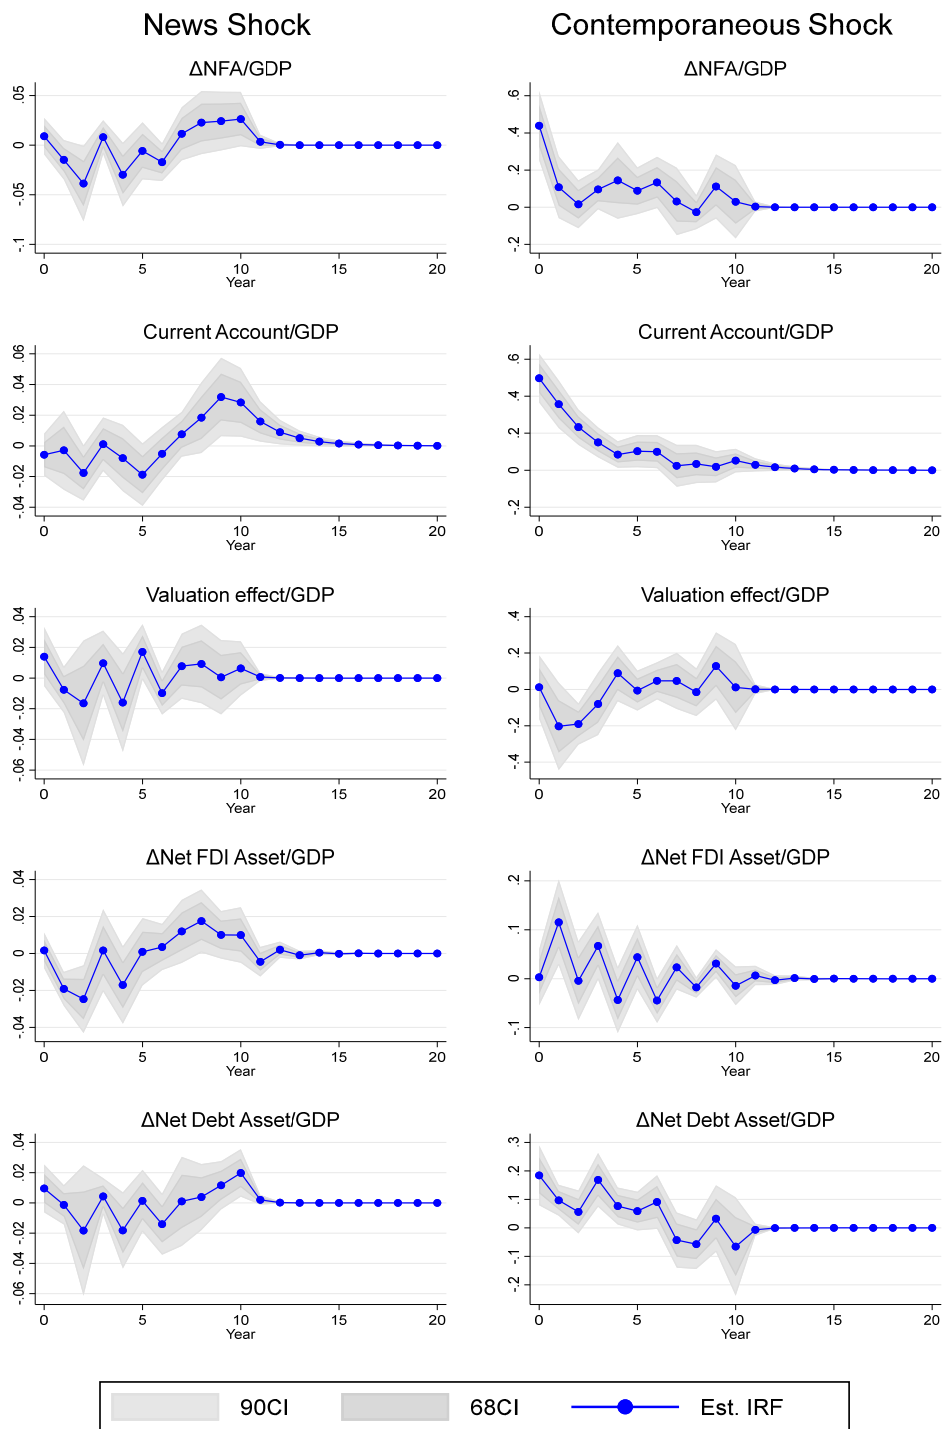 News Shock
Contemporaneous Shock
ΔNFA/GDP
.05
0
-.05
-.1
0 5 10 15 20
Year
ΔNFA/GDP
.6
.4
.2
0
-.2
0 5 10 15 20
Year
Current Account/GDP
.06
.04
.02
0
-.02
-.04
0 5 10 15 20
Year
Current Account/GDP
.6
.4
.2
0
-.2
0 5 10 15 20
Year
Valuation effect/GDP
.04
.02
0
-.02
-.04
-.06
0 5 10 15 20
Year
Valuation effect/GDP
.4
.2
0
-.2
-.4
0 5 10 15 20
Year
ΔNet FDI Asset/GDP
.04
.02
0
-.02
-.04
0 5 10 15 20
Year
ΔNet FDI Asset/GDP
.2
.1
0
-.1
0 5 10 15 20
Year
ΔNet Debt Asset/GDP
.04
.02
0
-.02
-.04
-.06
0 5 10 15 20
Year
ΔNet Debt Asset/GDP
.3
.2
.1
0
-.1
-.2
0 5 10 15 20
Year
90CI 68CI Est. IRF